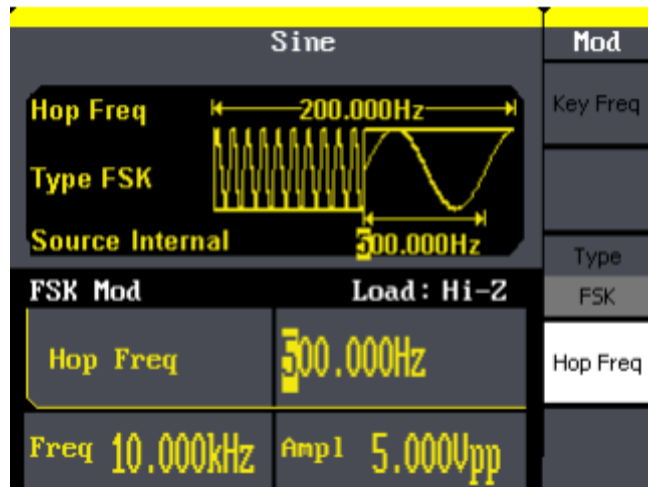 Sine
Mod
Hop Freq
200.000Hz
Key Freq
Type FSK
Source Internal
500.000Hz
Type
FSK Mod
Load: Hi-Z
FSK
Hop Freq
500.000Hz
Hop Freq
Freq 10.000kHz
Ampl 5.000Vpp